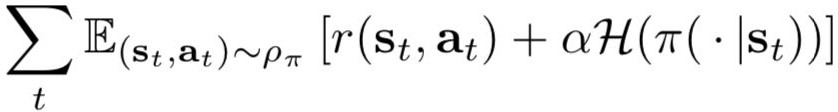 ∑_t 𝔼_{(𝐬_t,𝐚_t)∼ρ_π} [r(𝐬_t, 𝐚_t) + αℋ(π( · |𝐬_t))]